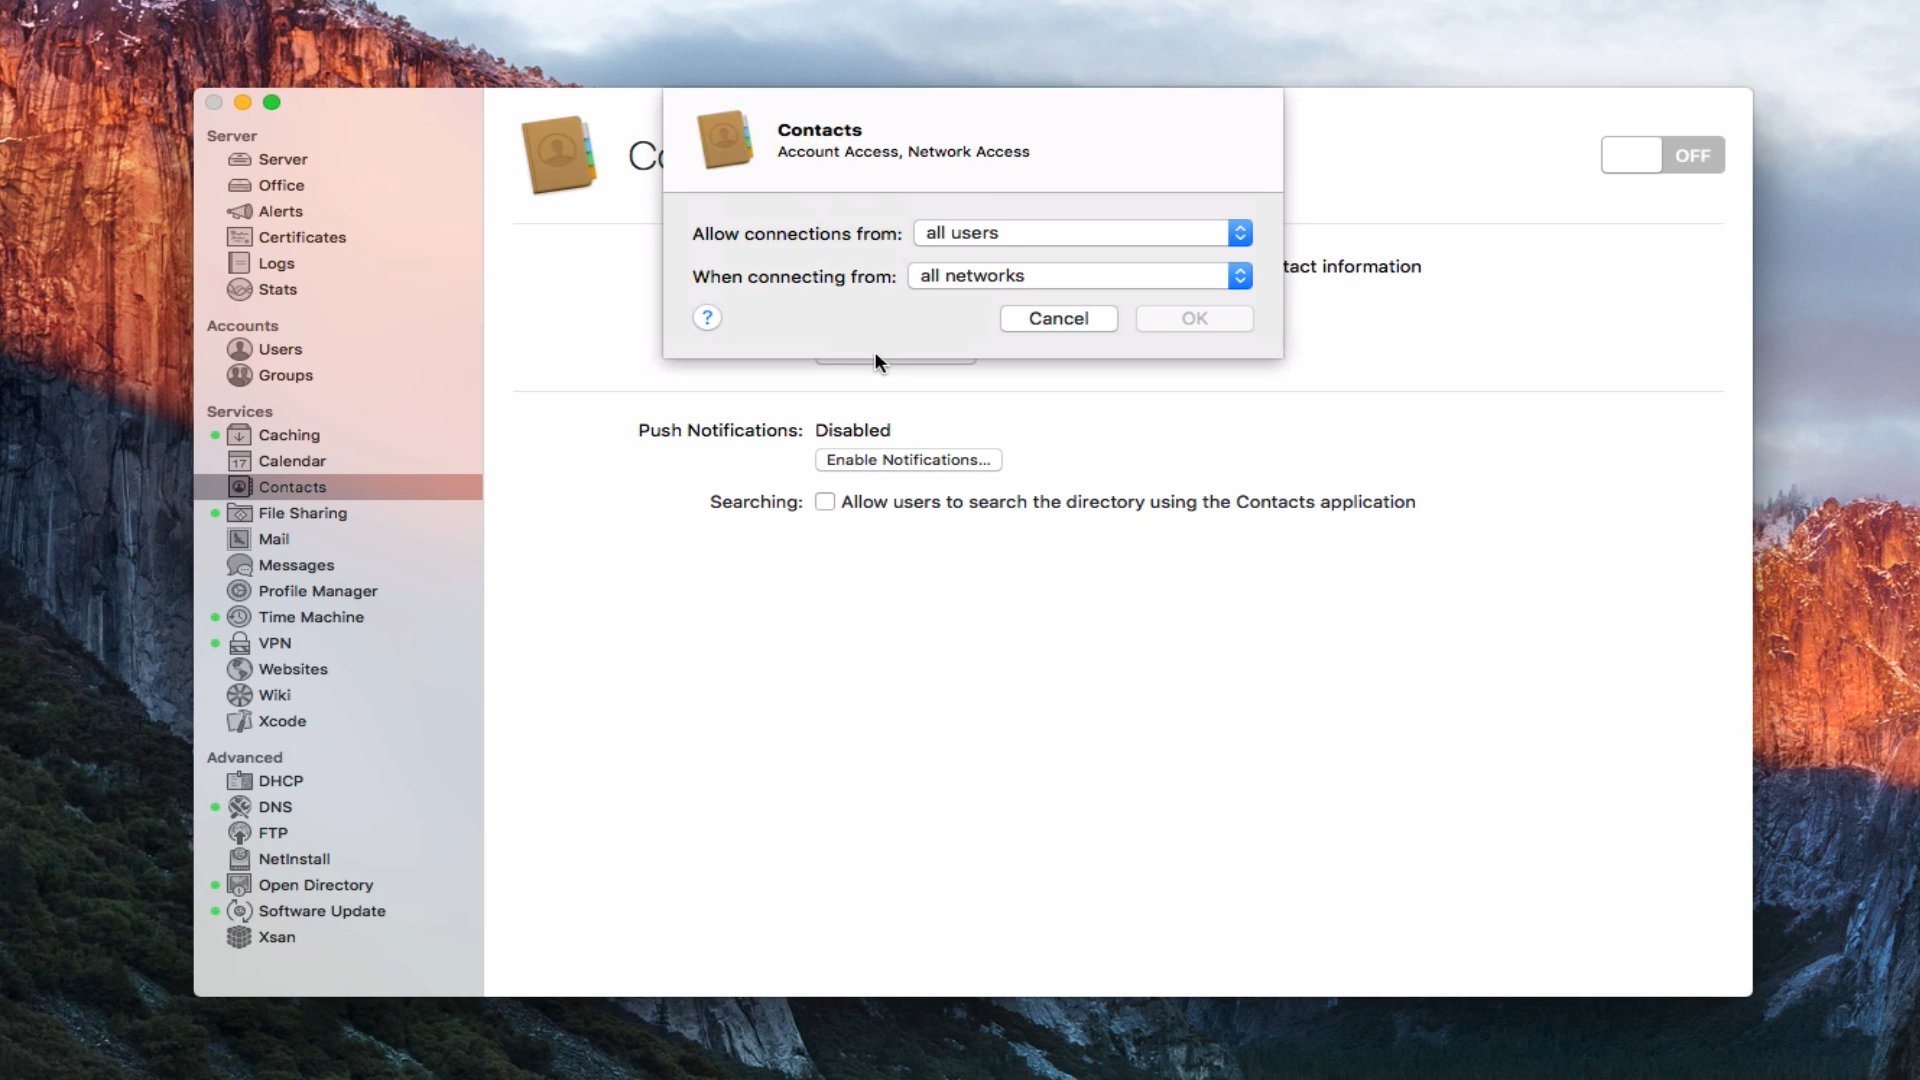 Server
Server
Office
Alerts
Certificates
Logs
Stats
Accounts
Users
Groups
Services
Caching
17 Calendar
Contacts
File Sharing
Mail
Messages
Profile Manager
Time Machine
VPN
Websites
Wiki
Xcode
Advanced
DHCP
DNS
FTP
NetInstall
Open Directory
Software Update
Xsan
Co
OFF
Contacts
Account Access, Network Access
Allow connections from: all users
When connecting from: all networks
? Cancel OK
tact information
Push Notifications: Disabled
Enable Notifications...
Searching: Allow users to search the directory using the Contacts application